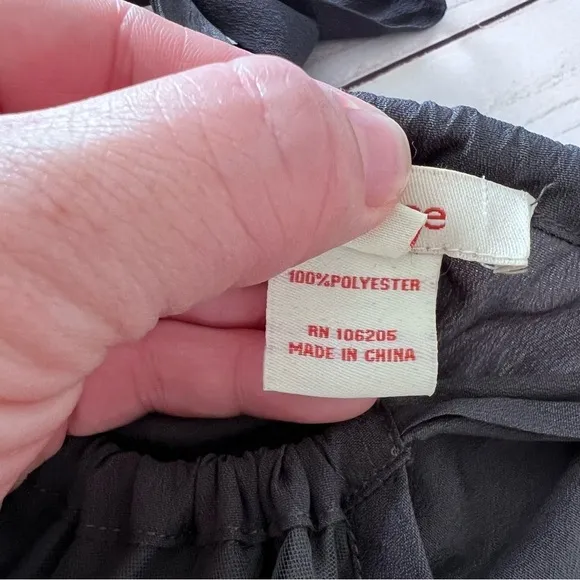 e
100%POLYESTER
RN 106205
MADE IN CHINA